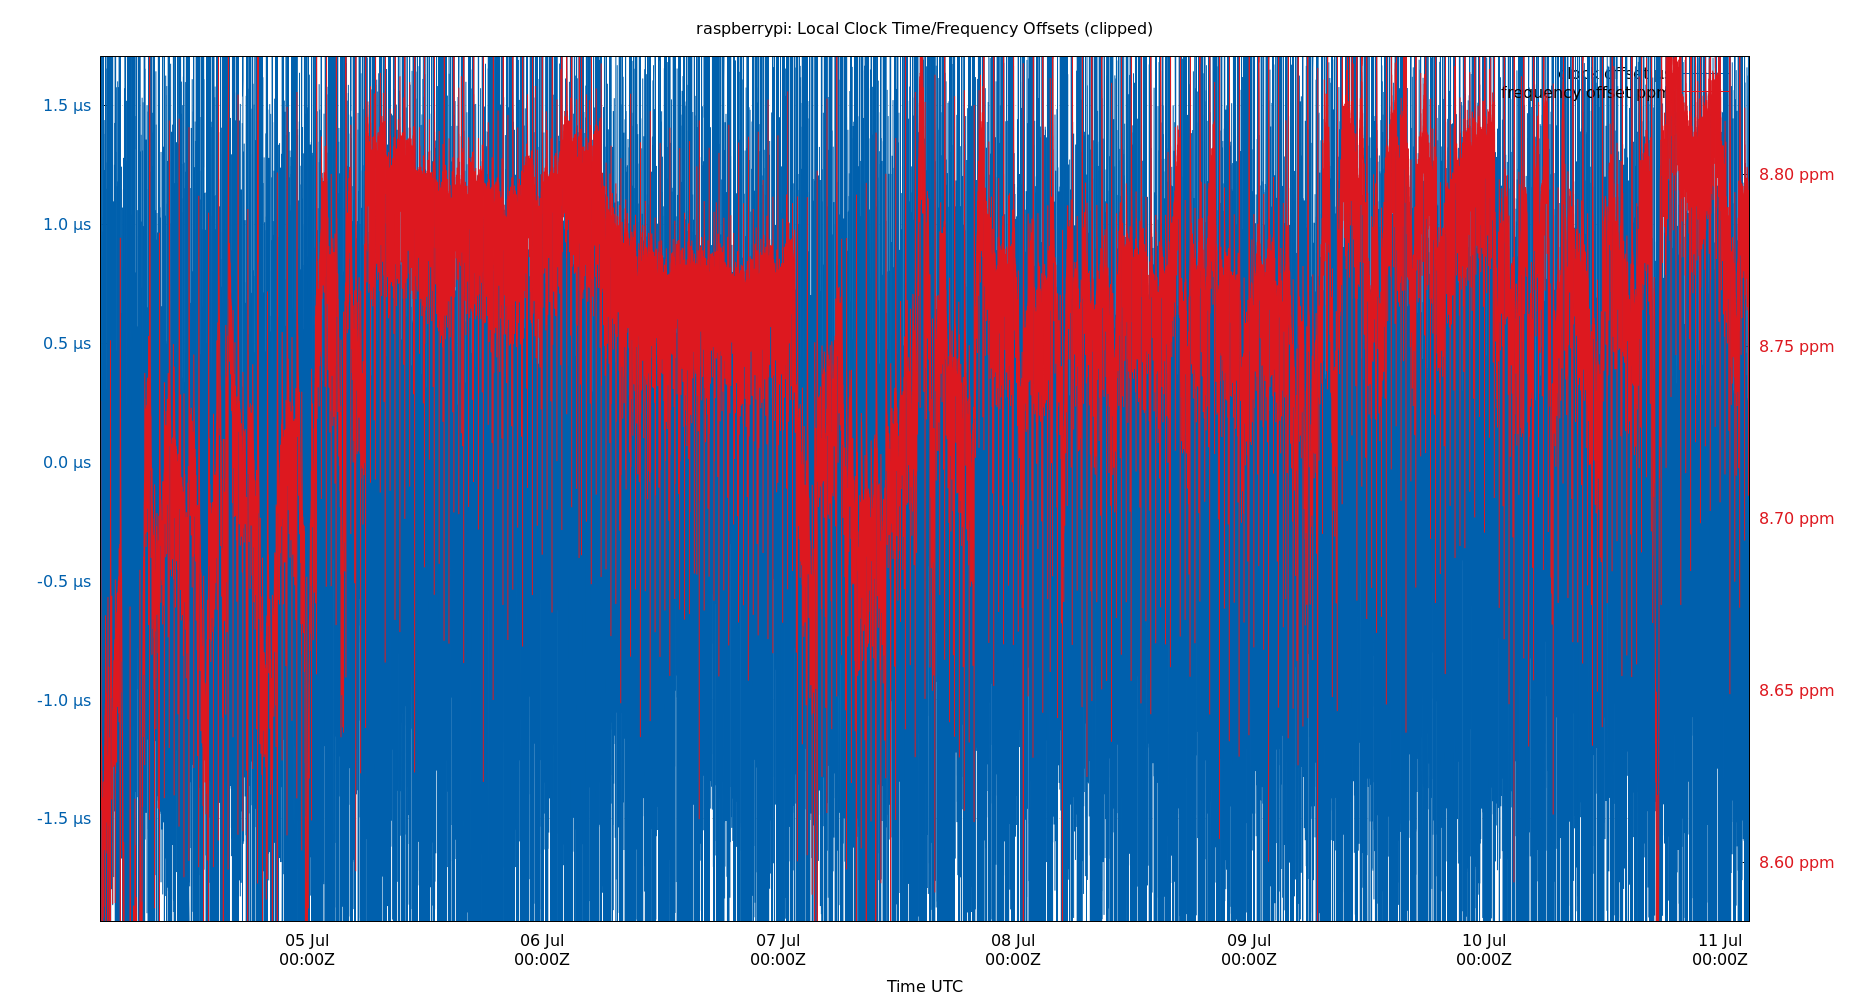 raspberrypi: Local Clock Time/Frequency Offsets (clipped)
clock offset µs
frequency offset ppm
1.5 µs
1.0 µs
0.5 µs
0.0 µs
-0.5 µs
-1.0 µs
-1.5 µs
8.80 ppm
8.75 ppm
8.70 ppm
8.65 ppm
8.60 ppm
05 Jul
00:00Z
06 Jul
00:00Z
07 Jul
00:00Z
08 Jul
00:00Z
09 Jul
00:00Z
10 Jul
00:00Z
11 Jul
00:00Z
Time UTC